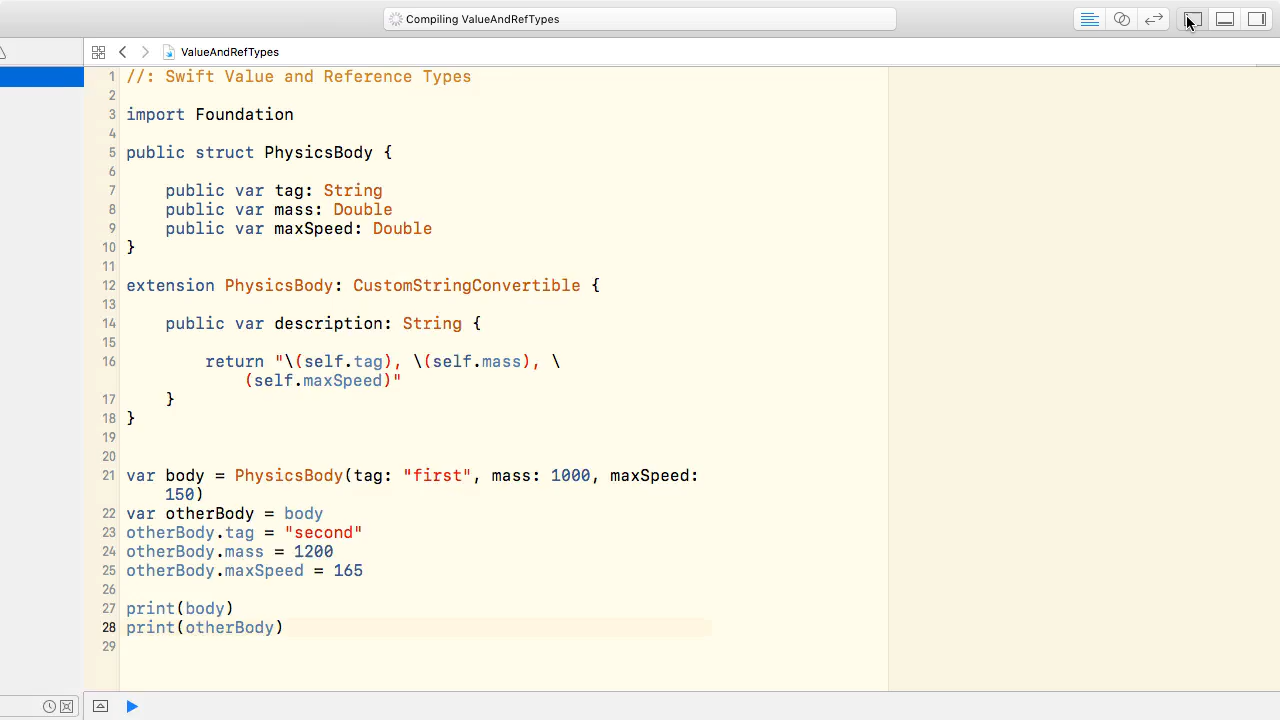 Compiling ValueAndRefTypes
ValueAndRefTypes
1 //: Swift Value and Reference Types
2
3 import Foundation
4
5 public struct PhysicsBody {
6
7 public var tag: String
8 public var mass: Double
9 public var maxSpeed: Double
10 }
11
12 extension PhysicsBody: CustomStringConvertible {
13
14 public var description: String {
15
16 return "\(self.tag), \(self.mass), \
(self.maxSpeed)"
17 }
18 }
19
20
21 var body = PhysicsBody(tag: "first", mass: 1000, maxSpeed:
150)
22 var otherBody = body
23 otherBody.tag = "second"
24 otherBody.mass = 1200
25 otherBody.maxSpeed = 165
26
27 print(body)
28 print(otherBody)
29